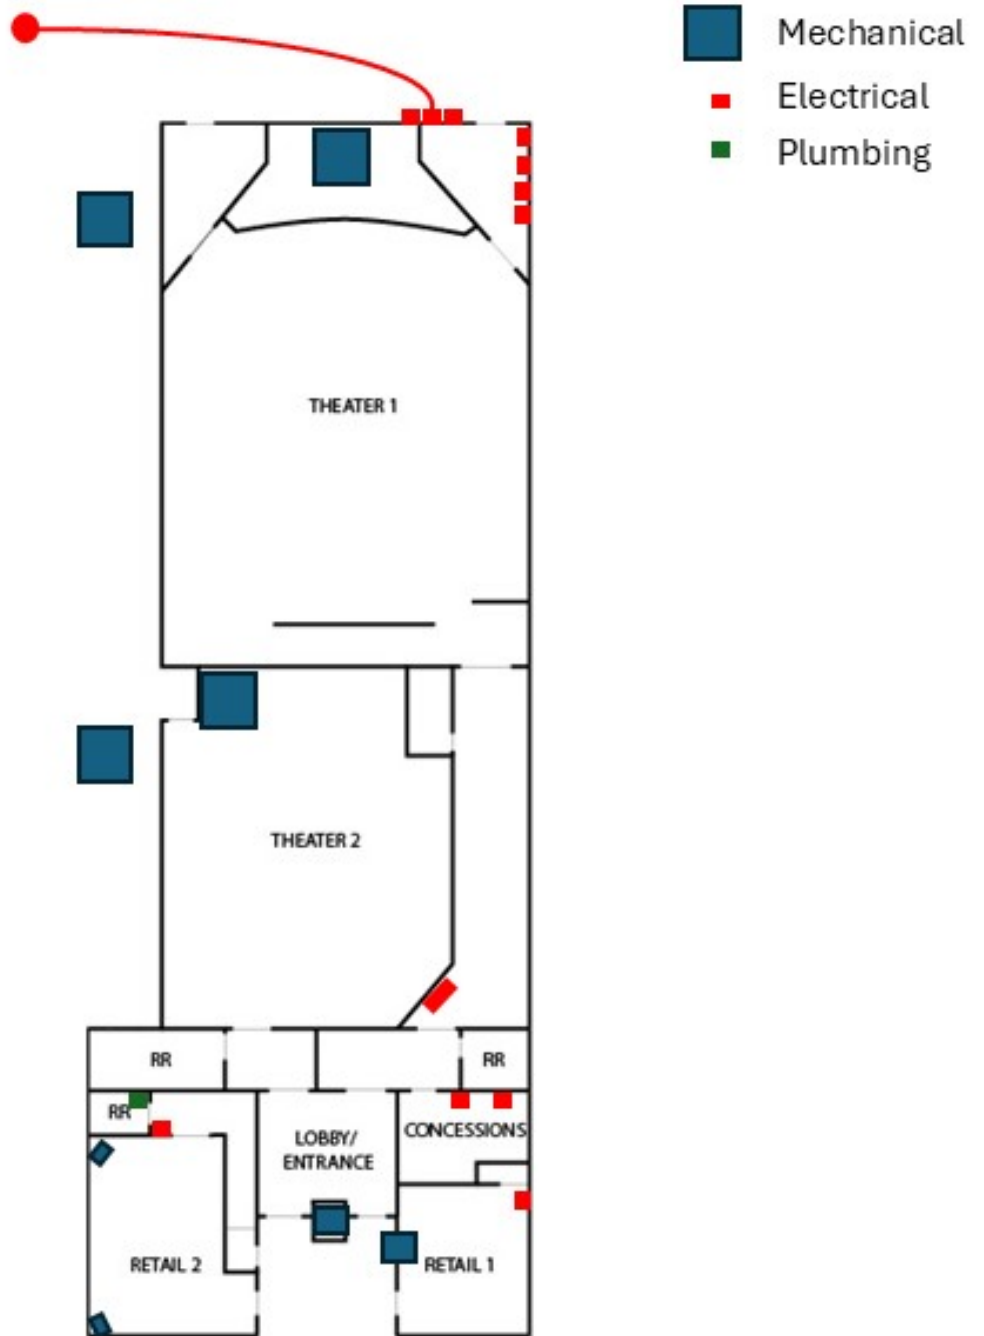 Mechanical
Electrical
Plumbing
THEATER 1
THEATER 2
RR
RR
RR
LOBBY/
ENTRANCE
CONCESSIONS
RETAIL 2
RETAIL 1